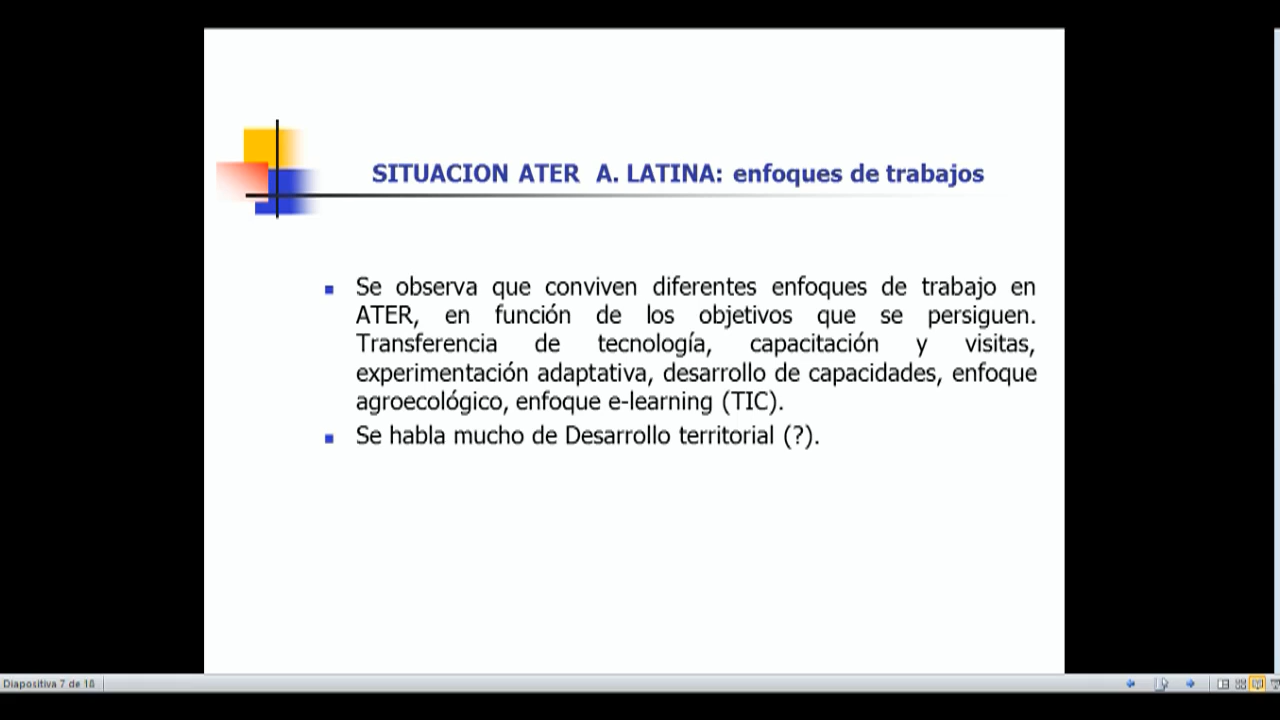 SITUACION ATER A. LATINA: enfoques de trabajos
Se observa que conviven diferentes enfoques de trabajo en
ATER, en función de los objetivos que se persiguen.
Transferencia de tecnología, capacitación y visitas,
experimentación adaptativa, desarrollo de capacidades, enfoque
agroecológico, enfoque e-learning (TIC).
Se habla mucho de Desarrollo territorial (?).
Diapositiva 7 de 18